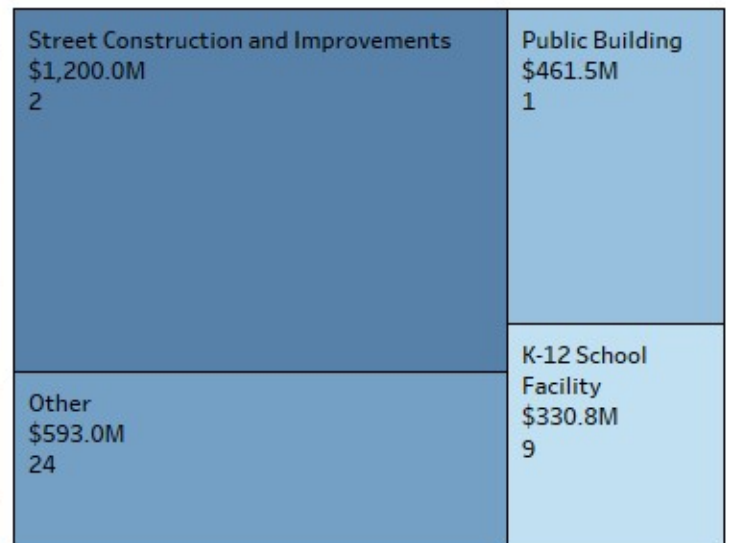 Street Construction and Improvements
$1,200.0M
2
Public Building
$461.5M
1
Other
$593.0M
24
K-12 School
Facility
$330.8M
9